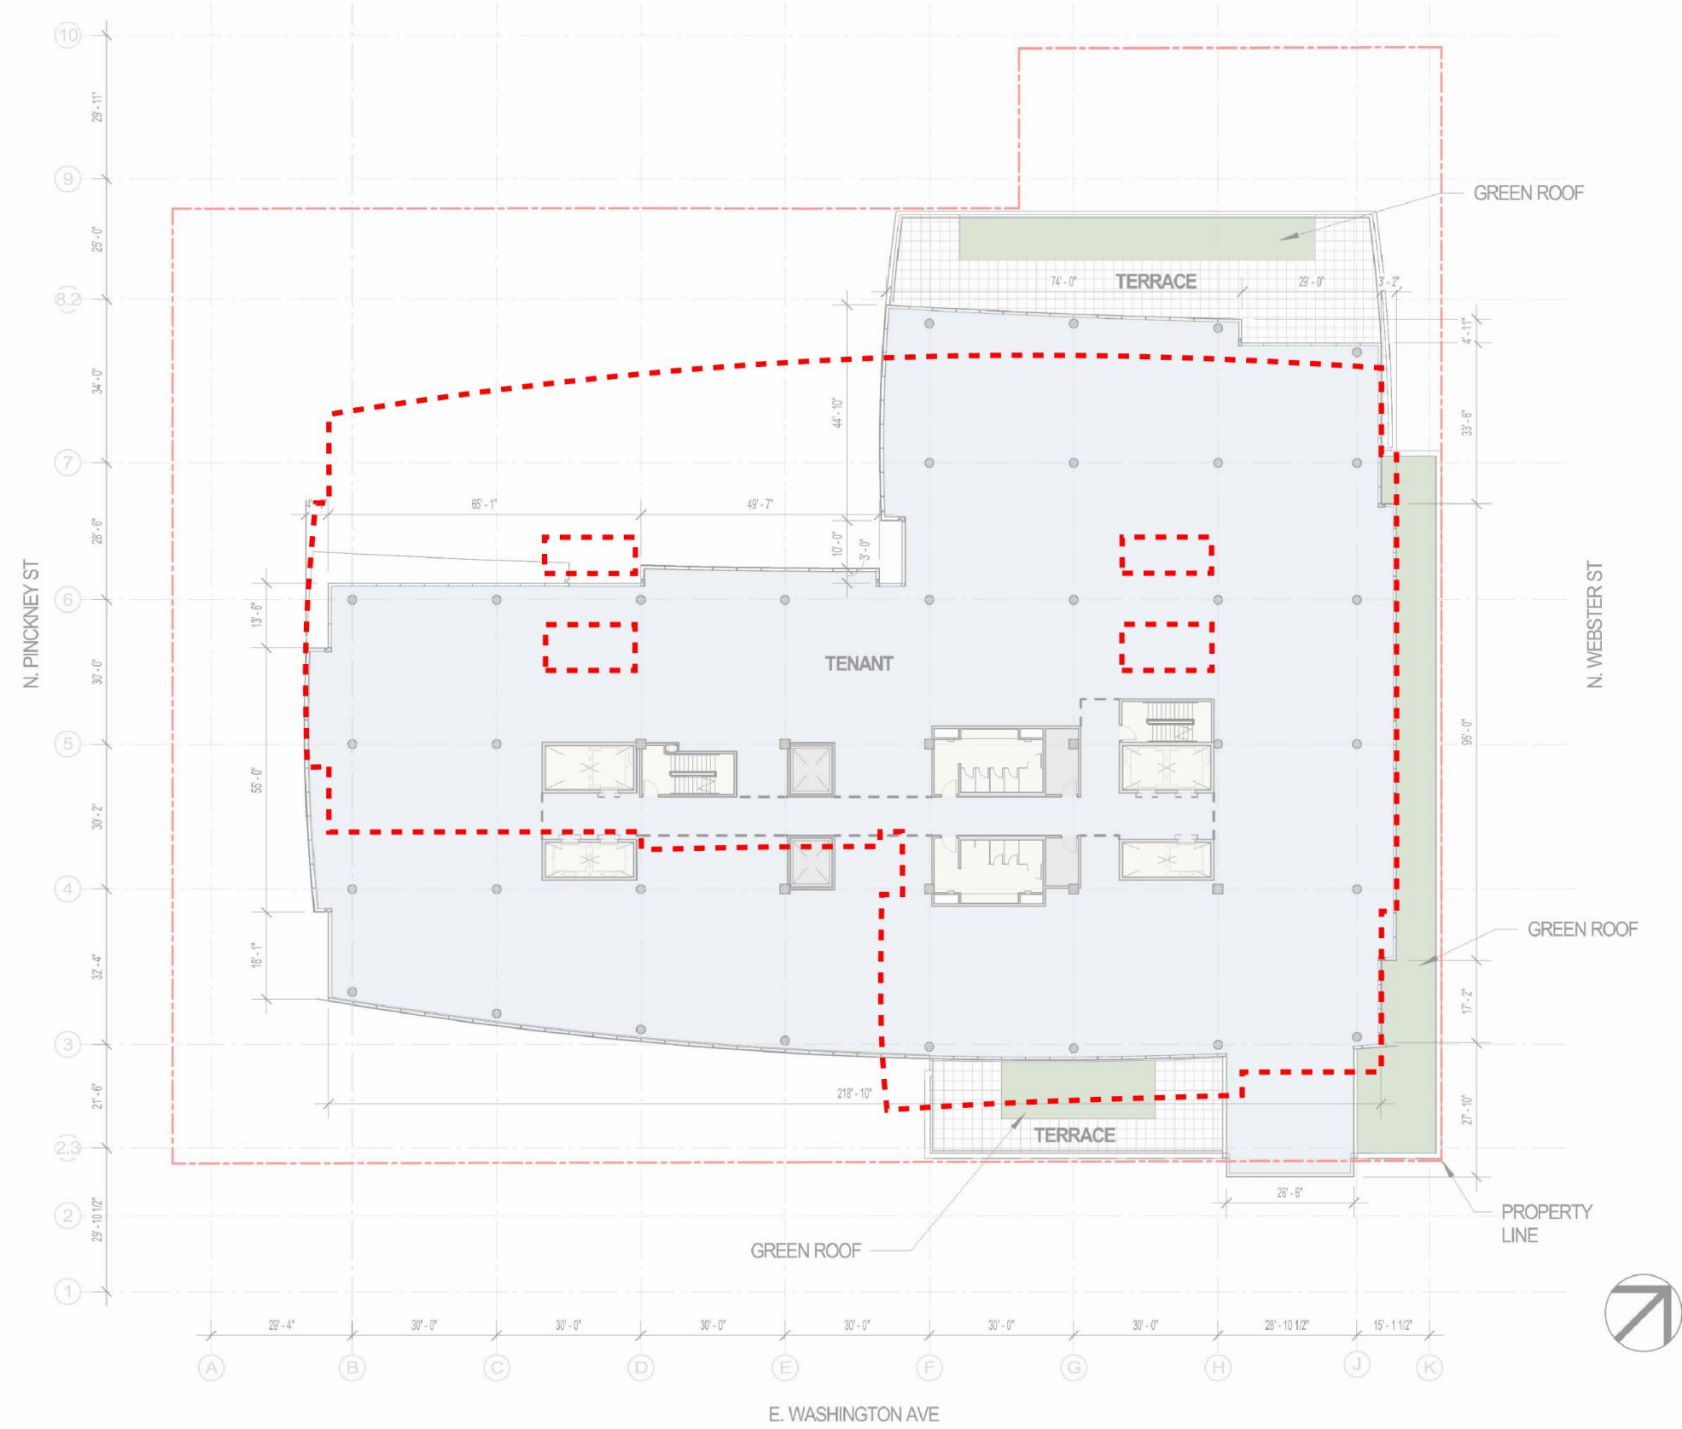 10
9
8.2
7
6
5
4
3
2.3
2
1
29' - 11"
25' - 0"
34' - 0"
28' - 6"
30' - 0"
30' - 2"
32' - 4"
21' - 6"
29' - 10 1/2"
N. PINCKNEY ST
GREEN ROOF
TERRACE
74' - 0"
29' - 0"
3' - 2"
4' - 11"
33' - 6"
44' - 10"
66' - 1"
49' - 7"
10' - 0"
3' - 0"
13' - 6"
55' - 0"
18' - 1"
TENANT
N. WEBSTER ST
95' - 0"
GREEN ROOF
17' - 2"
27' - 10"
218' - 10"
TERRACE
26' - 6"
PROPERTY
LINE
GREEN ROOF
29' - 4"
30' - 0"
30' - 0"
30' - 0"
30' - 0"
30' - 0"
30' - 0"
28' - 10 1/2"
15' - 1 1/2"
A
B
C
D
E
F
G
H
J
K
E. WASHINGTON AVE